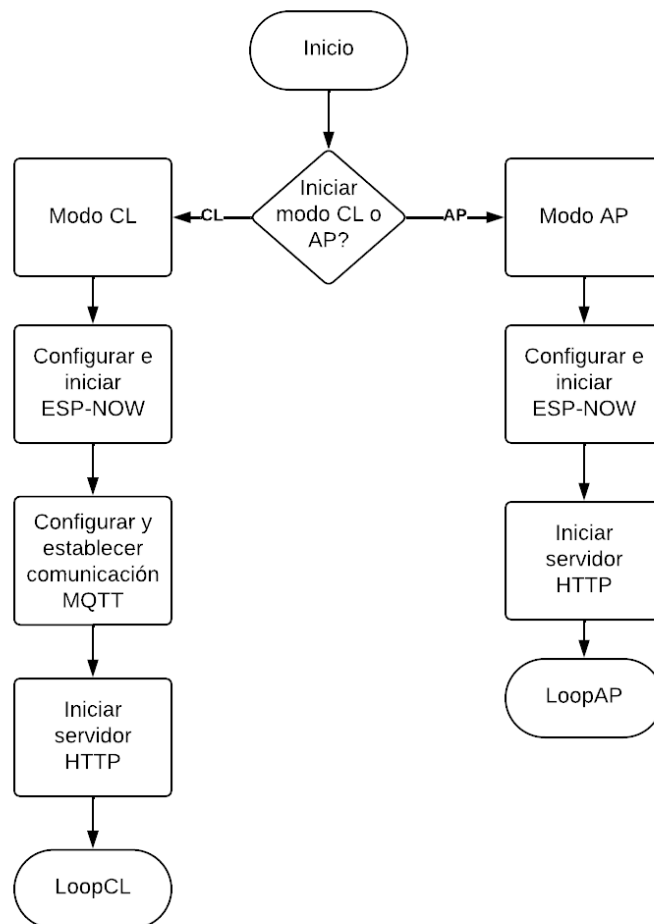 Inicio
Iniciar
modo CL o
AP?
CL
AP
Modo CL
Modo AP
Configurar e
iniciar
ESP-NOW
Configurar e
iniciar
ESP-NOW
Configurar y
establecer
comunicación
MQTT
Iniciar
servidor
HTTP
Iniciar
servidor
HTTP
LoopAP
LoopCL